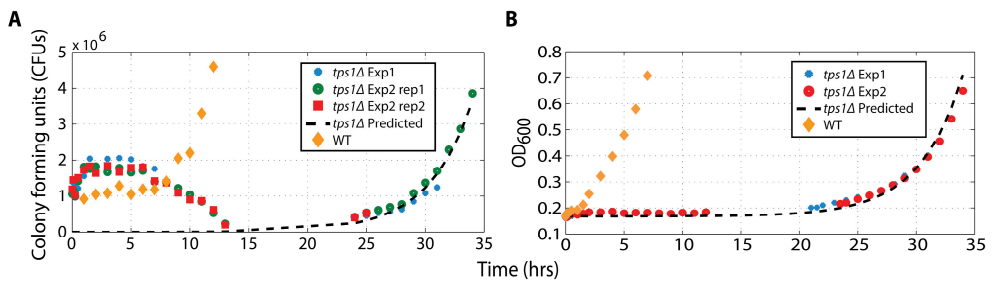 A
B
x 10⁶
Colony forming units (CFUs)
5
4
3
2
1
0
tps1Δ Exp1
tps1Δ Exp2 rep1
tps1Δ Exp2 rep2
tps1Δ Predicted
WT
0 5 10 15 20 25 30 35
OD600
0.8
0.7
0.6
0.5
0.4
0.3
0.2
0.1
tps1Δ Exp1
tps1Δ Exp2
tps1Δ Predicted
WT
0 5 10 15 20 25 30 35
Time (hrs)